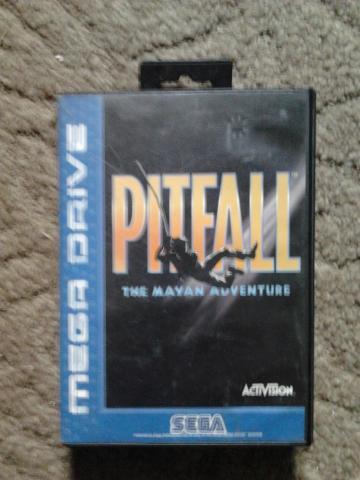 MEGA DRIVE
PITFALL
THE MAYAN ADVENTURE
ACTIVISION
SEGA